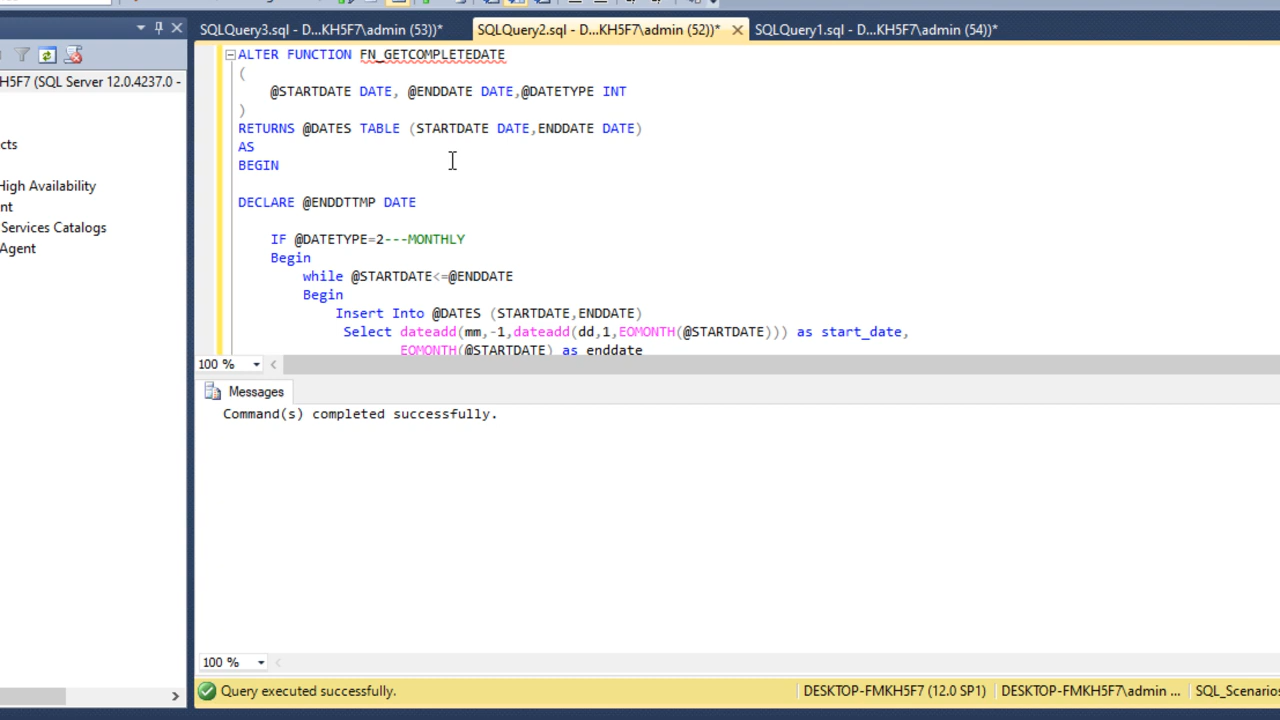 SQLQuery3.sql - D...KH5F7\admin (53))*
SQLQuery2.sql - D...KH5F7\admin (52))*
SQLQuery1.sql - D...KH5F7\admin (54))*
H5F7 (SQL Server 12.0.4237.0 -
cts
High Availability
nt
Services Catalogs
Agent
ALTER FUNCTION FN_GETCOMPLETEDATE
(
@STARTDATE DATE, @ENDDATE DATE,@DATETYPE INT
)
RETURNS @DATES TABLE (STARTDATE DATE,ENDDATE DATE)
AS
BEGIN
DECLARE @ENDDTTMP DATE
IF @DATETYPE=2---MONTHLY
Begin
while @STARTDATE<=@ENDDATE
Begin
Insert Into @DATES (STARTDATE,ENDDATE)
Select dateadd(mm,-1,dateadd(dd,1,EOMONTH(@STARTDATE))) as start_date,
EOMONTH(@STARTDATE) as enddate
100 %
Messages
Command(s) completed successfully.
100 %
Query executed successfully.
DESKTOP-FMKH5F7 (12.0 SP1)
DESKTOP-FMKH5F7\admin ...
SQL_Scenarios